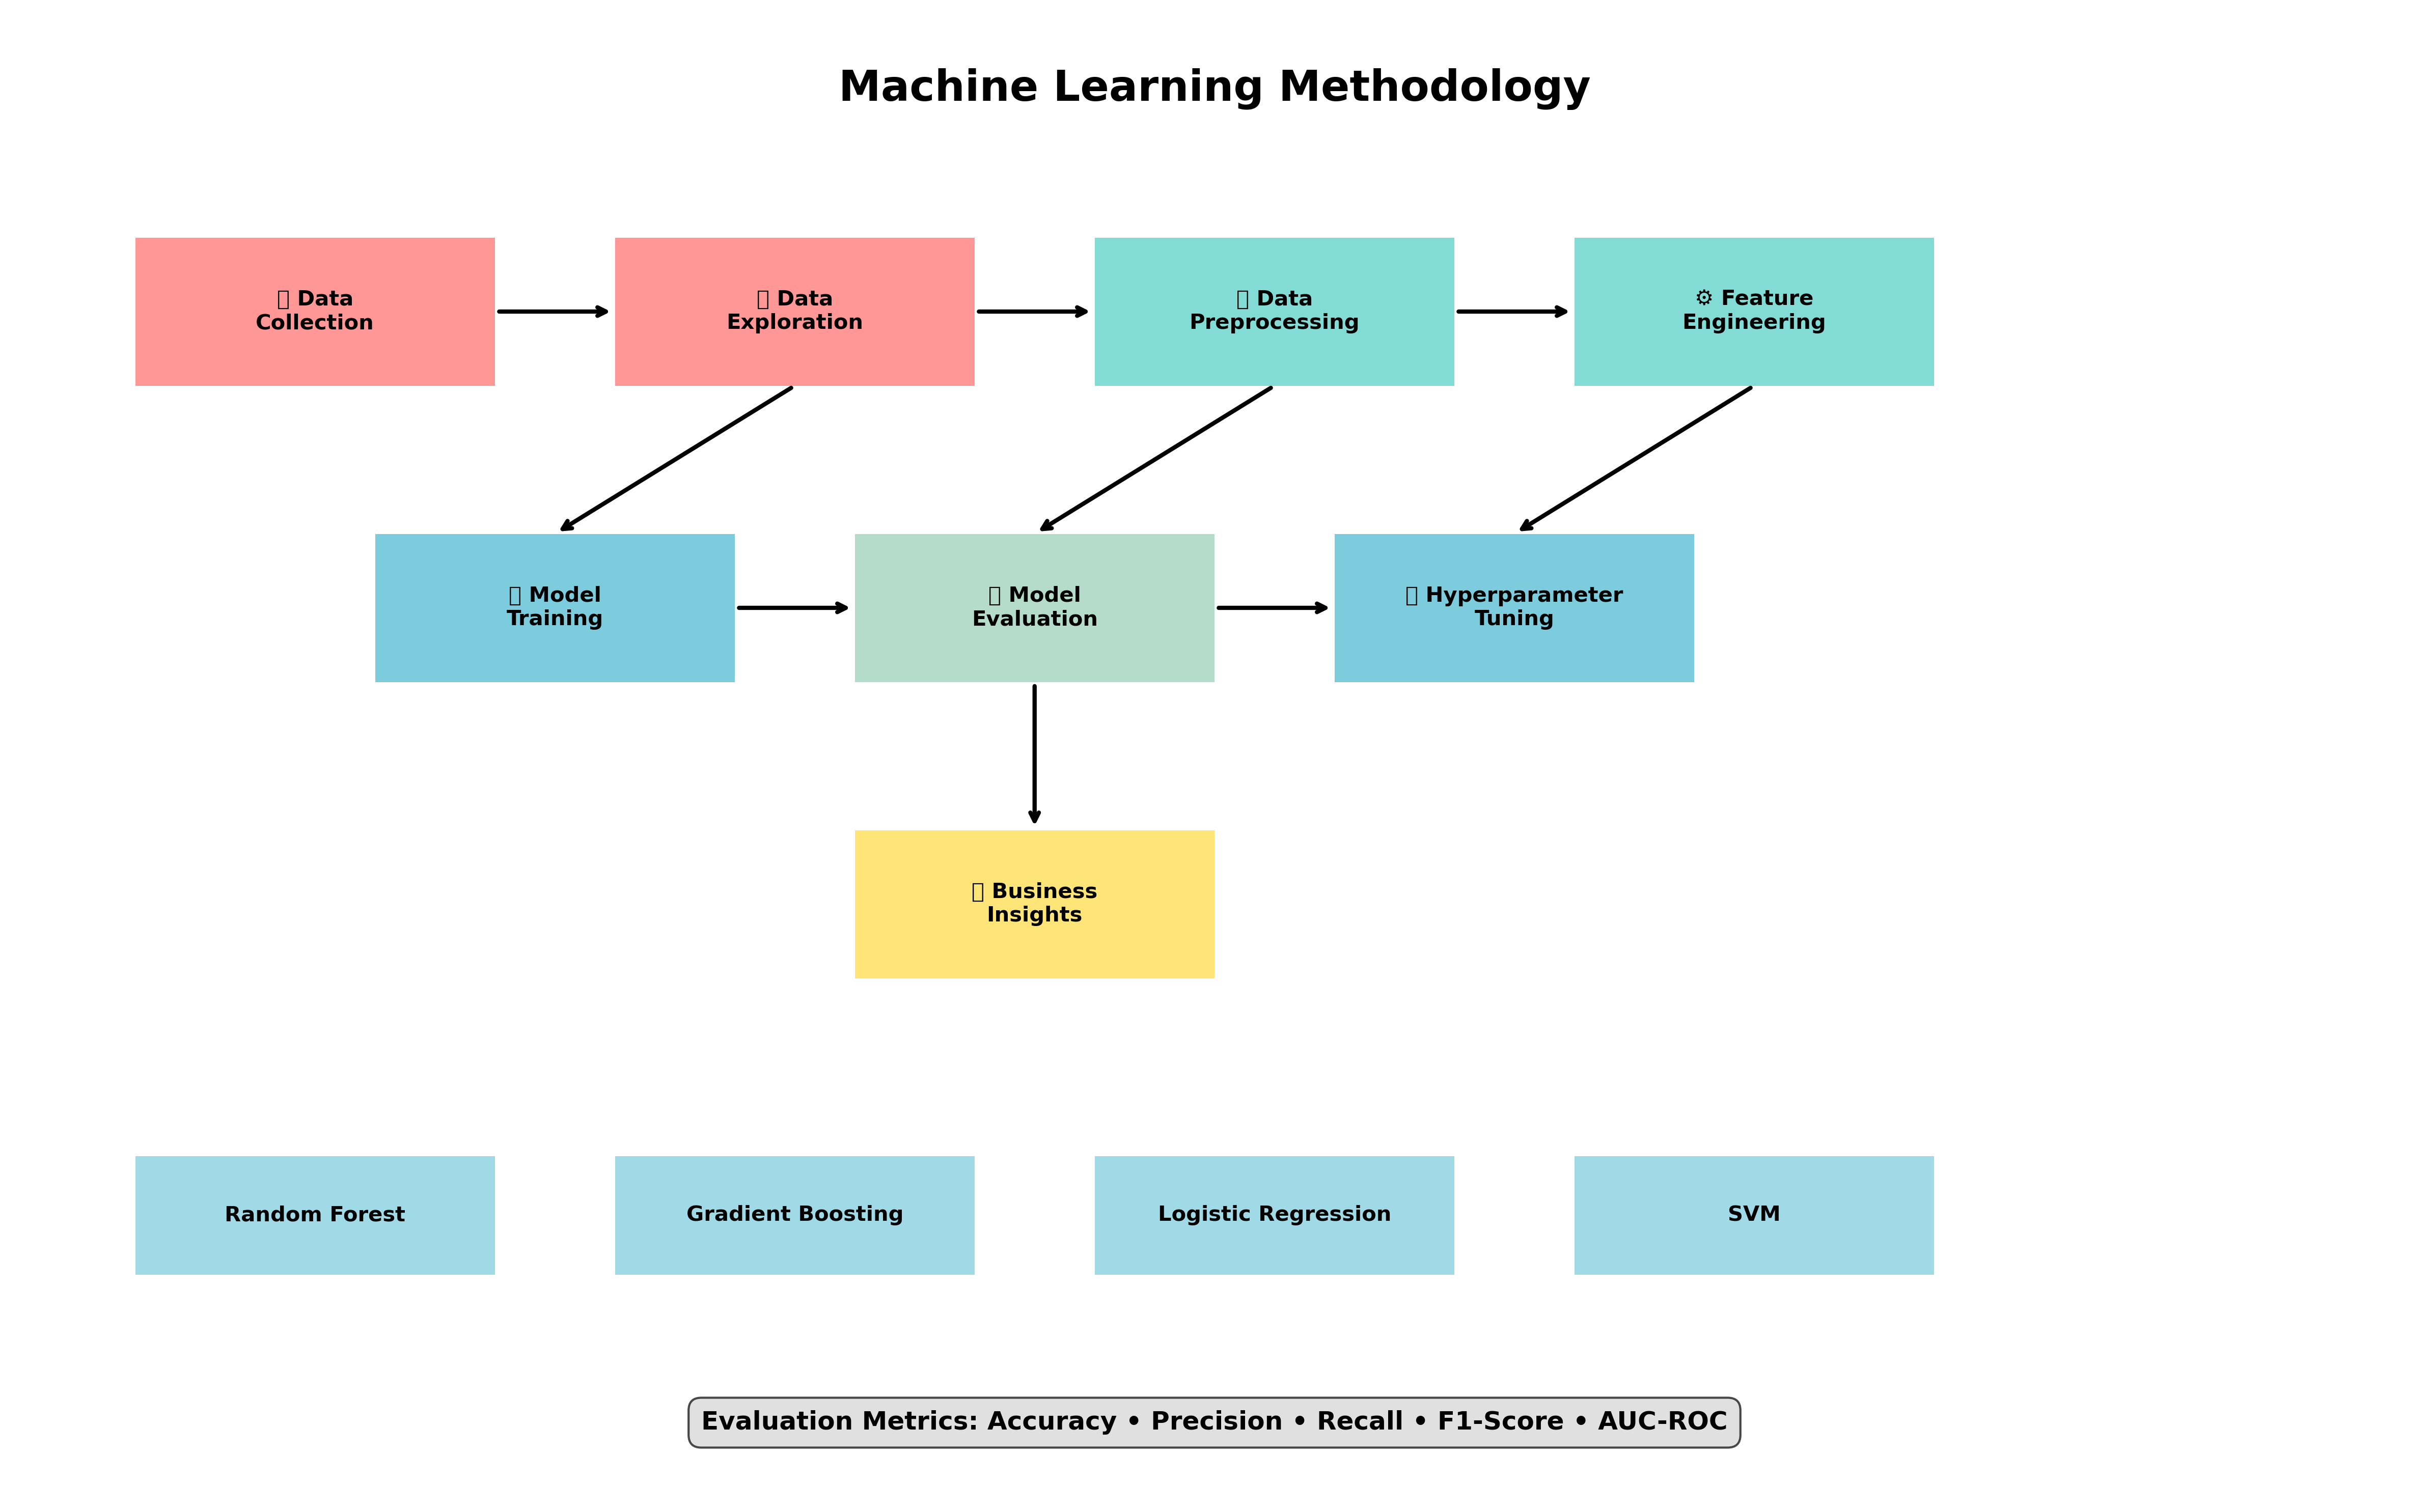 Machine Learning Methodology
Data
Collection
Data
Exploration
Data
Preprocessing
⚙ Feature
Engineering
Model
Training
Model
Evaluation
Hyperparameter
Tuning
Business
Insights
Random Forest
Gradient Boosting
Logistic Regression
SVM
Evaluation Metrics: Accuracy • Precision • Recall • F1-Score • AUC-ROC